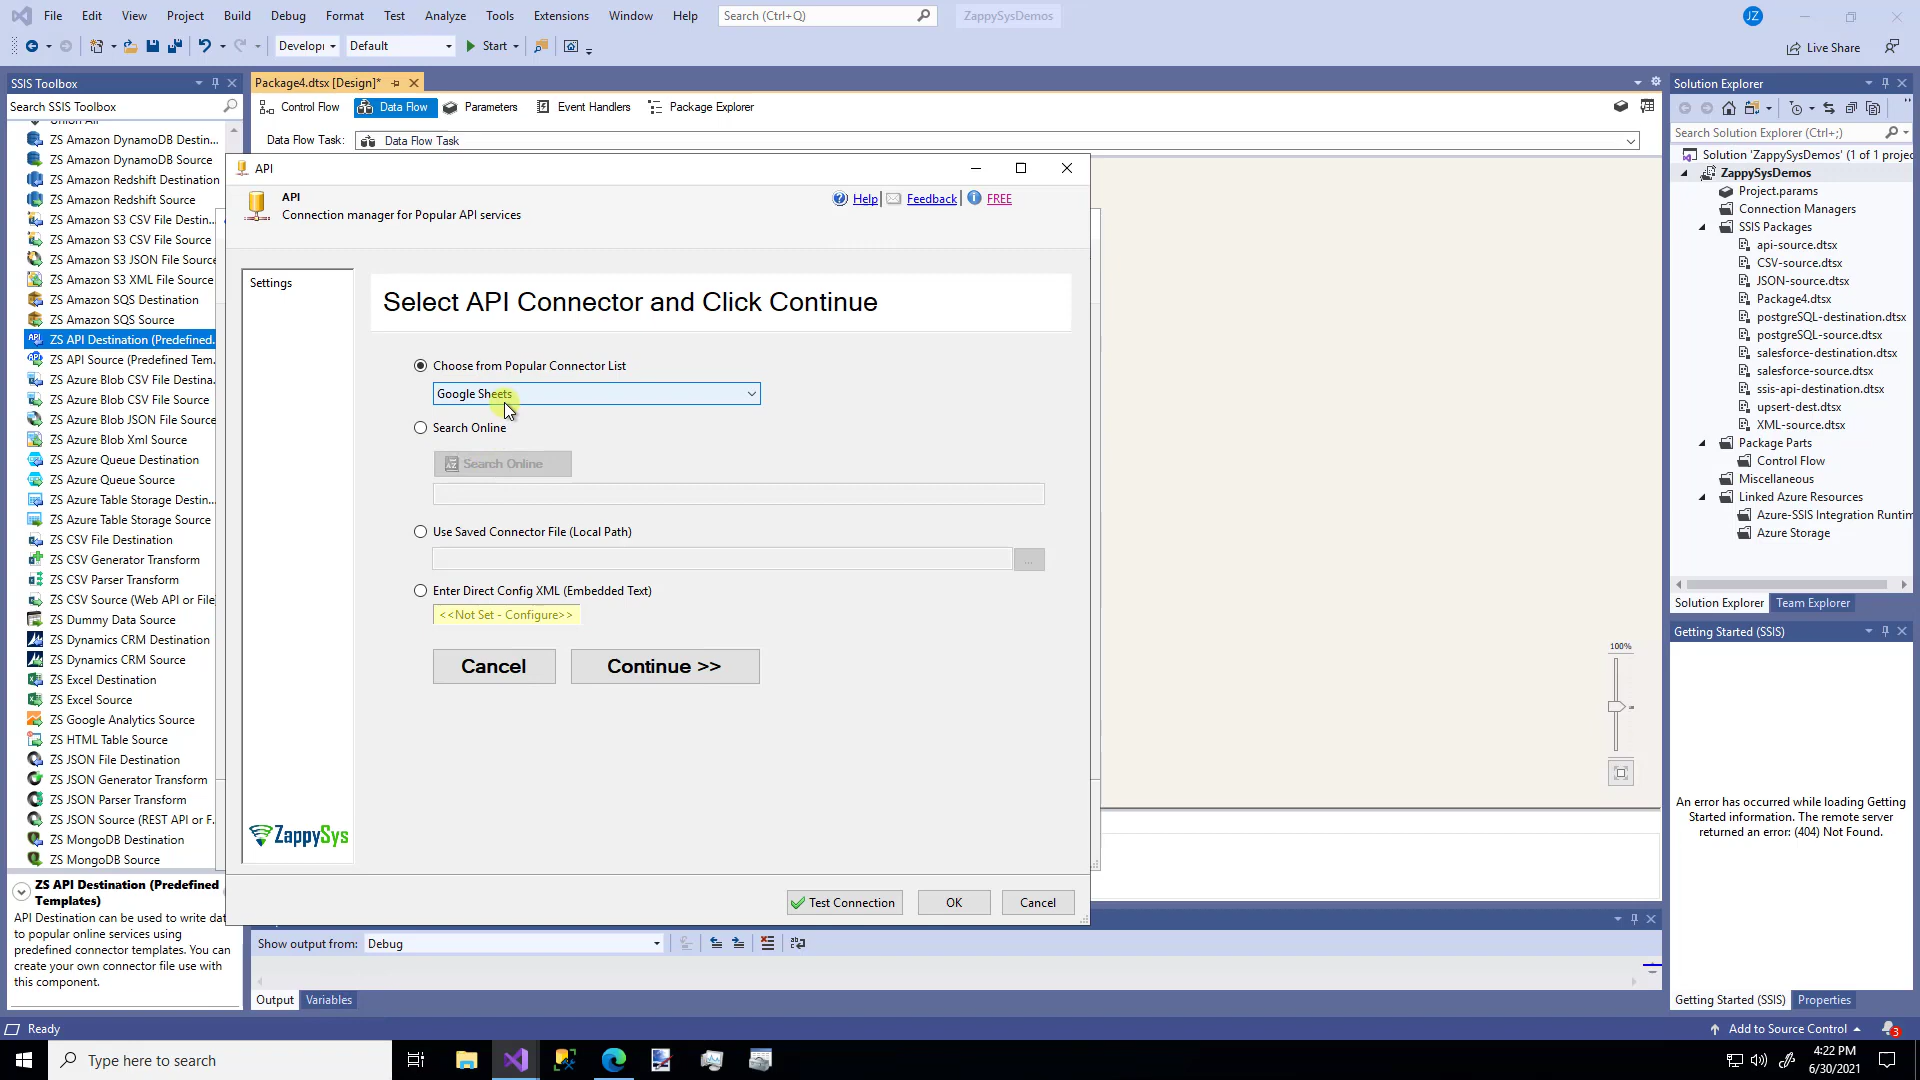 File Edit View Project Build Debug Format Test Analyze Tools Extensions Window Help Search (Ctrl+Q) ZappySysDemos JZ
Developi Default Start Live Share
SSIS Toolbox
Search SSIS Toolbox
ZS Amazon DynamoDB Destin...
ZS Amazon DynamoDB Source
ZS Amazon Redshift Destination
ZS Amazon Redshift Source
ZS Amazon S3 CSV File Destin...
ZS Amazon S3 CSV File Source
ZS Amazon S3 JSON File Source
ZS Amazon S3 XML File Source
ZS Amazon SQS Destination
ZS Amazon SQS Source
ZS API Destination (Predefined.
ZS API Source (Predefined Tem.
ZS Azure Blob CSV File Destina.
ZS Azure Blob CSV File Source
ZS Azure Blob JSON File Source
ZS Azure Blob Xml Source
ZS Azure Queue Destination
ZS Azure Queue Source
ZS Azure Table Storage Destin...
ZS Azure Table Storage Source
ZS CSV File Destination
ZS CSV Generator Transform
ZS CSV Parser Transform
ZS CSV Source (Web API or File
ZS Dummy Data Source
ZS Dynamics CRM Destination
ZS Dynamics CRM Source
ZS Excel Destination
ZS Excel Source
ZS Google Analytics Source
ZS HTML Table Source
ZS JSON File Destination
ZS JSON Generator Transform
ZS JSON Parser Transform
ZS JSON Source (REST API or F.
ZS MongoDB Destination
ZS MongoDB Source
ZS API Destination (Predefined
Templates)
API Destination can be used to write dat
to popular online services using
predefined connector templates. You can
create your own connector file use with
this component.
Package4.dtsx [Design]*
Control Flow Data Flow Parameters Event Handlers Package Explorer
Data Flow Task: Data Flow Task
API
API
Connection manager for Popular API services
Help Feedback FREE
Settings
Select API Connector and Click Continue
Choose from Popular Connector List
Google Sheets
Search Online
Search Online
Use Saved Connector File (Local Path)
...
Enter Direct Config XML (Embedded Text)
<<Not Set - Configure>>
Cancel Continue >>
ZappySys
Test Connection OK Cancel
100%
Show output from: Debug
Output Variables
Solution Explorer
Search Solution Explorer (Ctrl+;)
Solution 'ZappySysDemos' (1 of 1 projec
ZappySysDemos
Project.params
Connection Managers
SSIS Packages
api-source.dtsx
CSV-source.dtsx
JSON-source.dtsx
Package4.dtsx
postgreSQL-destination.dtsx
postgreSQL-source.dtsx
salesforce-destination.dtsx
salesforce-source.dtsx
ssis-api-destination.dtsx
upsert-dest.dtsx
XML-source.dtsx
Package Parts
Control Flow
Miscellaneous
Linked Azure Resources
Azure-SSIS Integration Runtim
Azure Storage
Solution Explorer Team Explorer
Getting Started (SSIS)
An error has occurred while loading Getting
Started information. The remote server
returned an error: (404) Not Found.
Getting Started (SSIS) Properties
Ready Add to Source Control 3
Type here to search
4:22 PM
6/30/2021